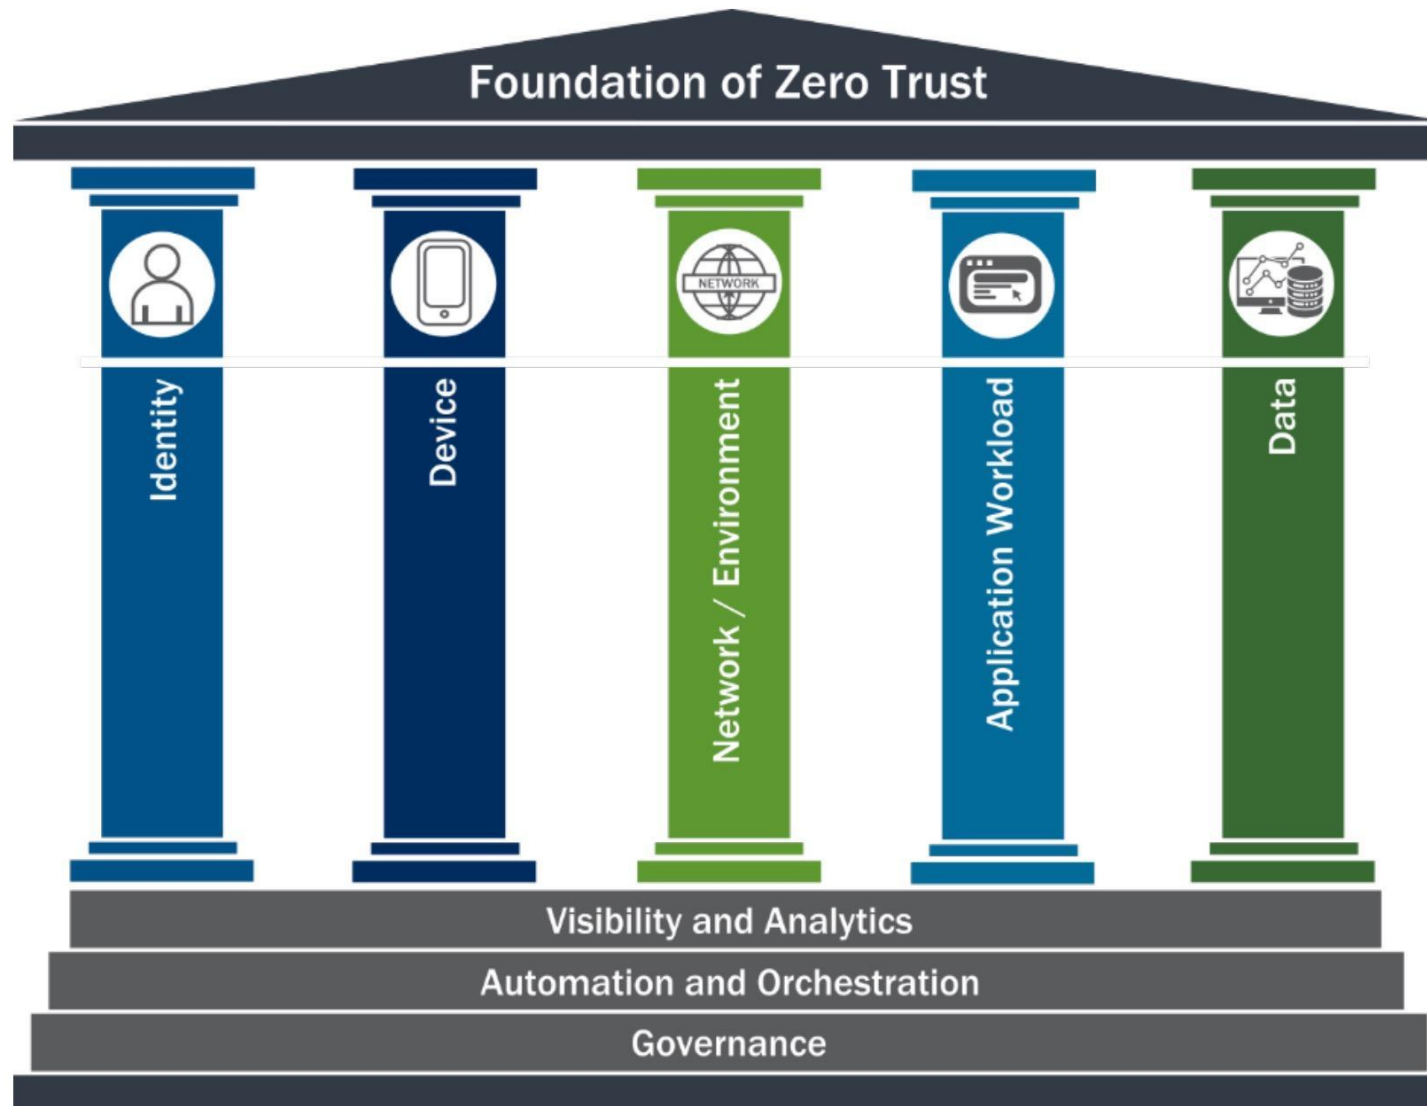 Foundation of Zero Trust
NETWORK
Identity
Device
Network / Environment
Application Workload
Data
Visibility and Analytics
Automation and Orchestration
Governance